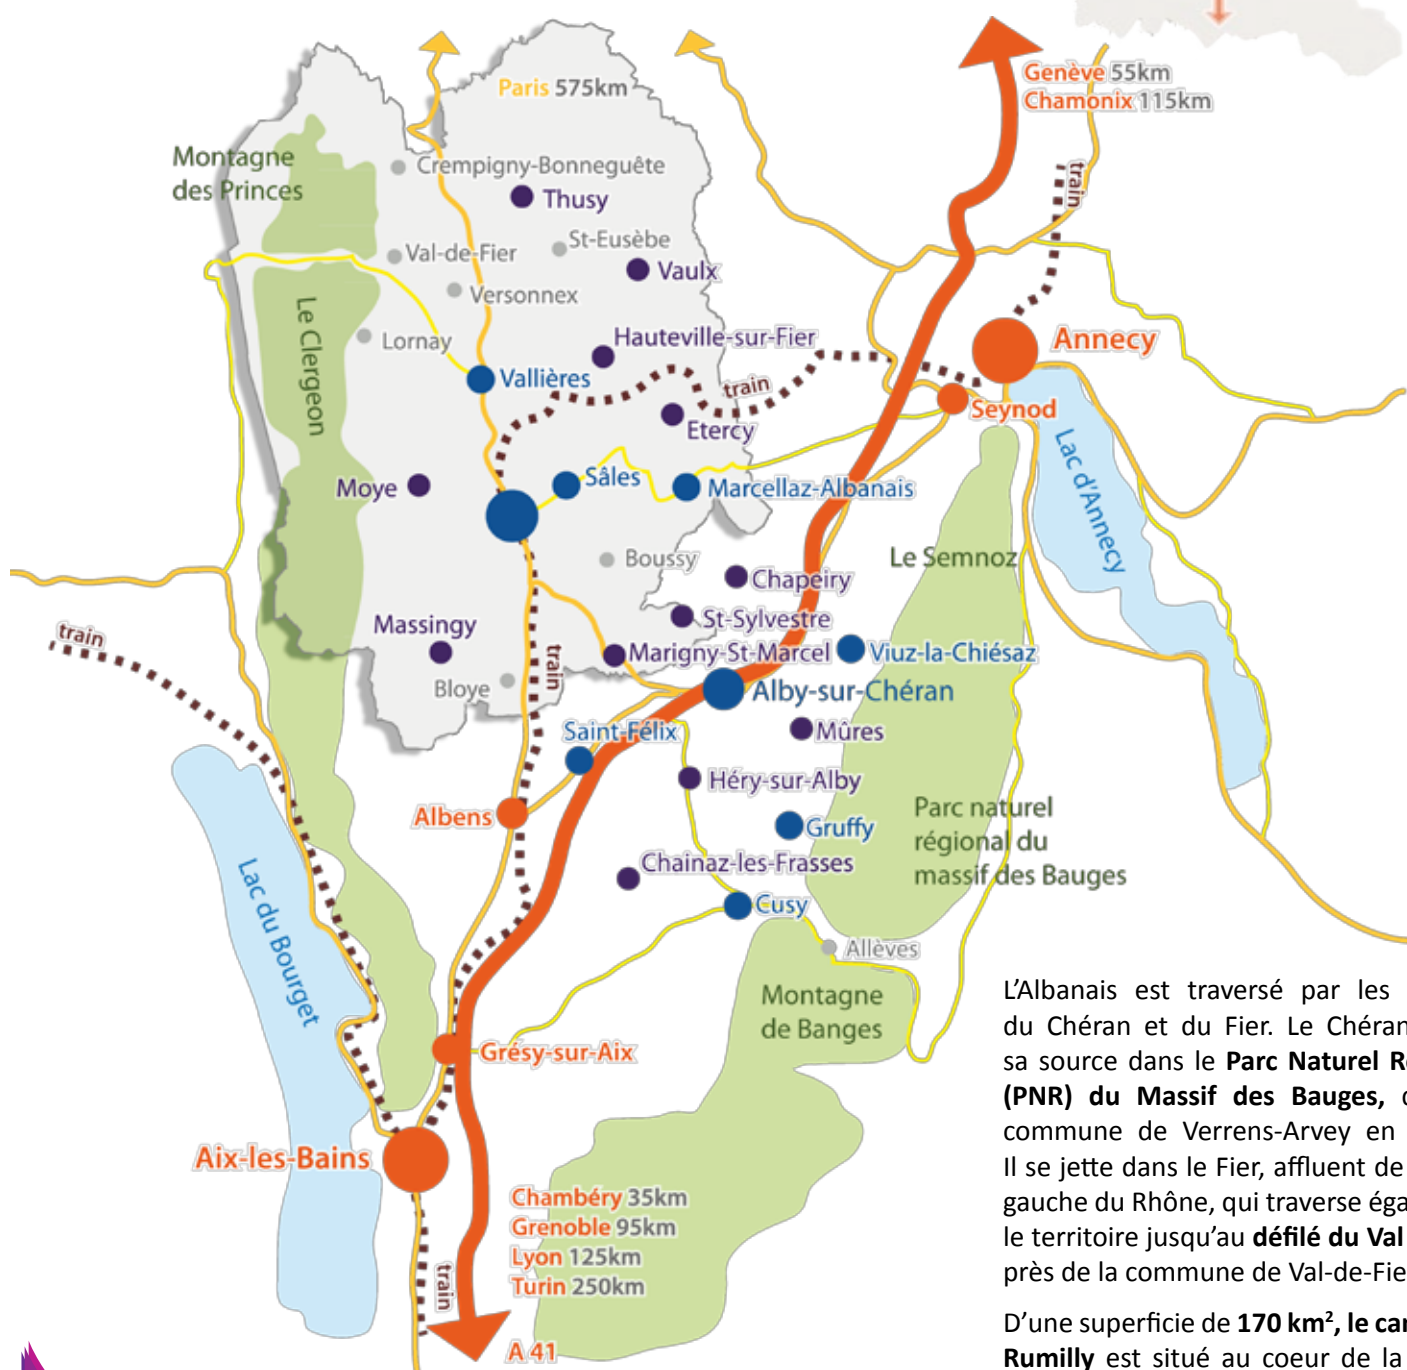 Genève 55km
Chamonix 115km
Paris 575km
train
Montagne
des Princes
Crempigny-Bonneguête
Thusy
Val-de-Fier
St-Eusèbe
Vaulx
Versonnex
Le Clergeon
Lornay
Hauteville-sur-Fier
Annecy
Vallières
train
Seynod
Etercy
Lac d'Annecy
Moye
Sâles
Marcellaz-Albanais
Boussy
Le Semnoz
Chapeiry
St-Sylvestre
train
Massingy
train
Marigny-St-Marcel
Viuz-la-Chiésaz
Bloye
Alby-sur-Chéran
Saint-Félix
Mûres
Héry-sur-Alby
Albens
Gruffy
Parc naturel
régional du
massif des Bauges
Chainaz-les-Frasses
Lac du Bourget
Cusy
Allèves
Montagne
de Banges
Grésy-sur-Aix
Aix-les-Bains
Chambéry 35km
Grenoble 95km
Lyon 125km
Turin 250km
train
A 41
L'Albanais est traversé par les
du Chéran et du Fier. Le Chéran
sa source dans le Parc Naturel
(PNR) du Massif des Bauges,
commune de Verrens-Arvey en
Il se jette dans le Fier, affluent de
gauche du Rhône, qui traverse
le territoire jusqu'au défilé du Val
près de la commune de Val-de-Fie
D'une superficie de 170 km², le
Rumilly est situé au coeur de la